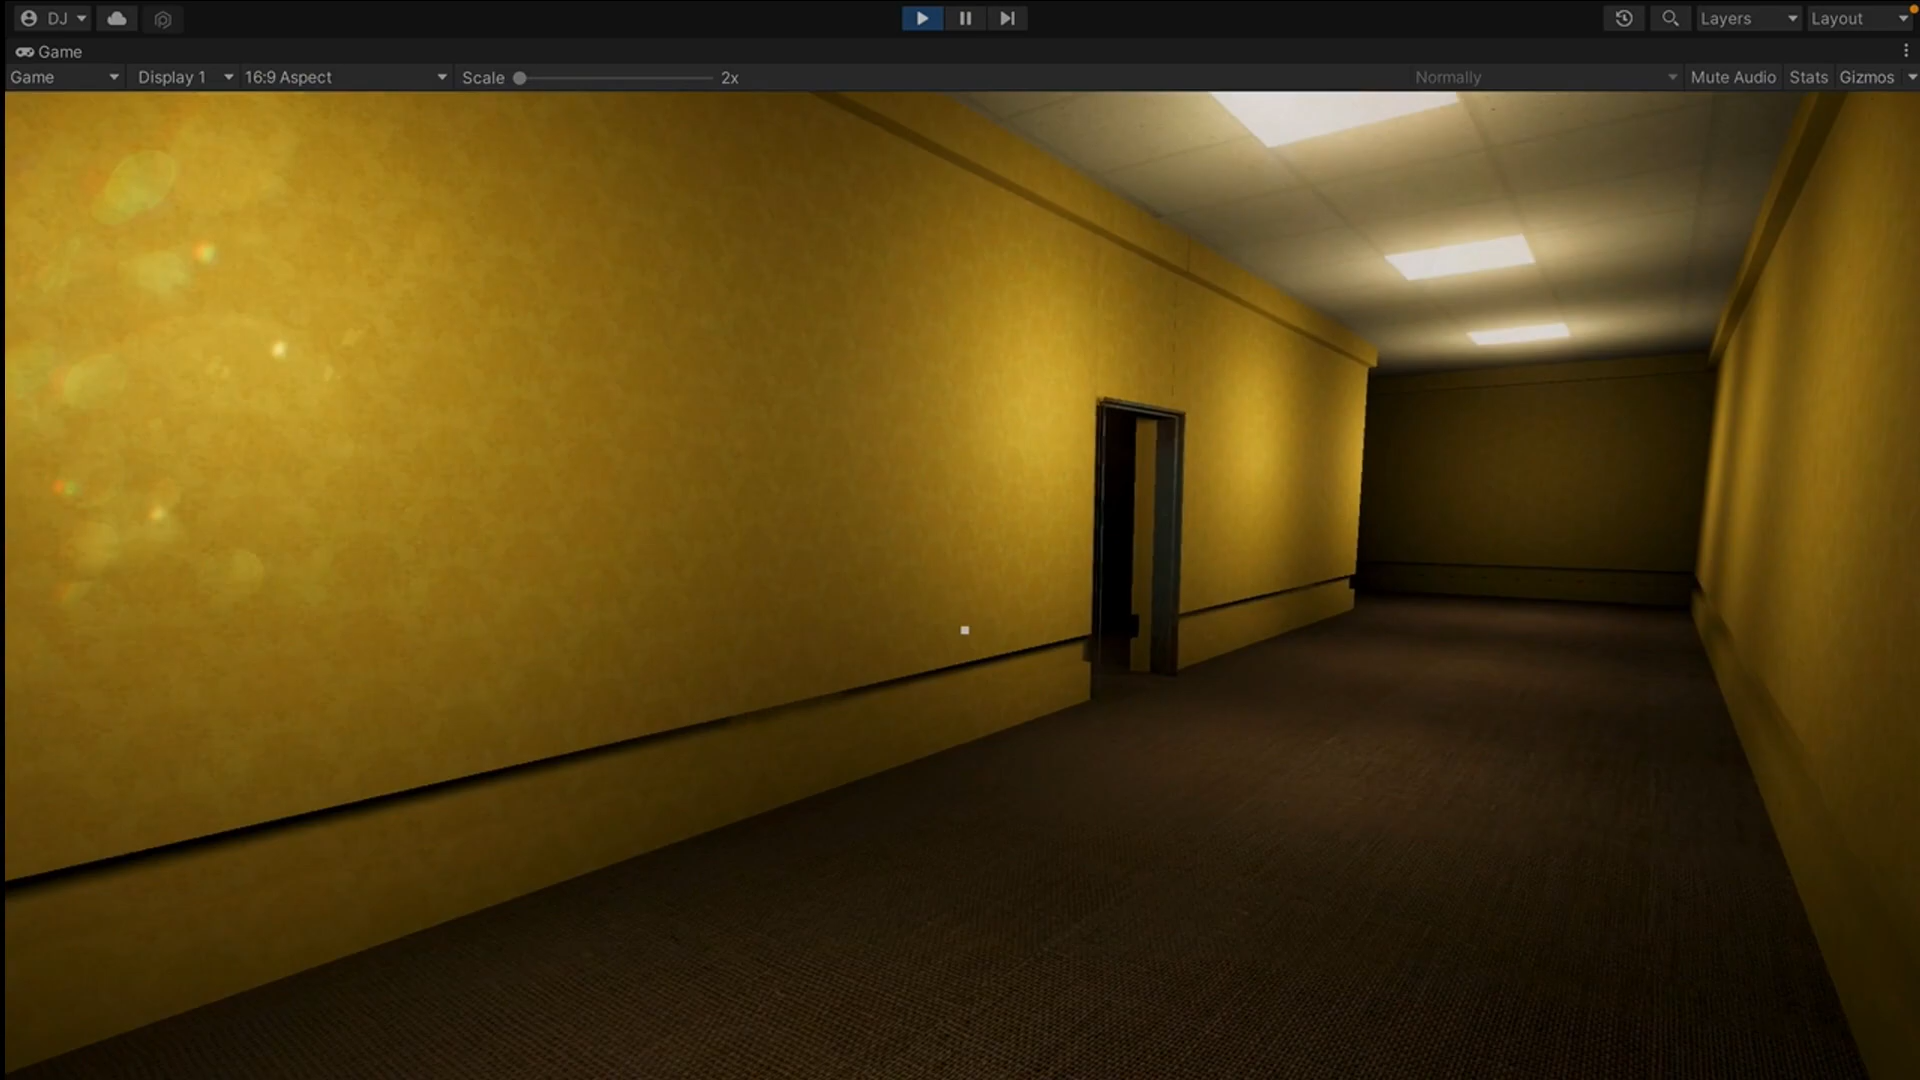 DJ Layers Layout
Game
Game Display 1 16:9 Aspect Scale 2x Normally Mute Audio Stats Gizmos